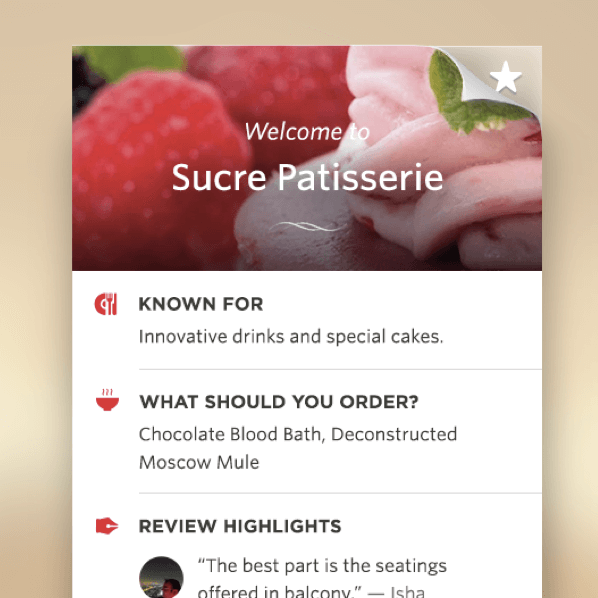 Welcome to
Sucre Patisserie
KNOWN FOR
Innovative drinks and special cakes.
WHAT SHOULD YOU ORDER?
Chocolate Blood Bath, Deconstructed
Moscow Mule
REVIEW HIGHLIGHTS
“The best part is the seatings
offered in balcony.” — Isha